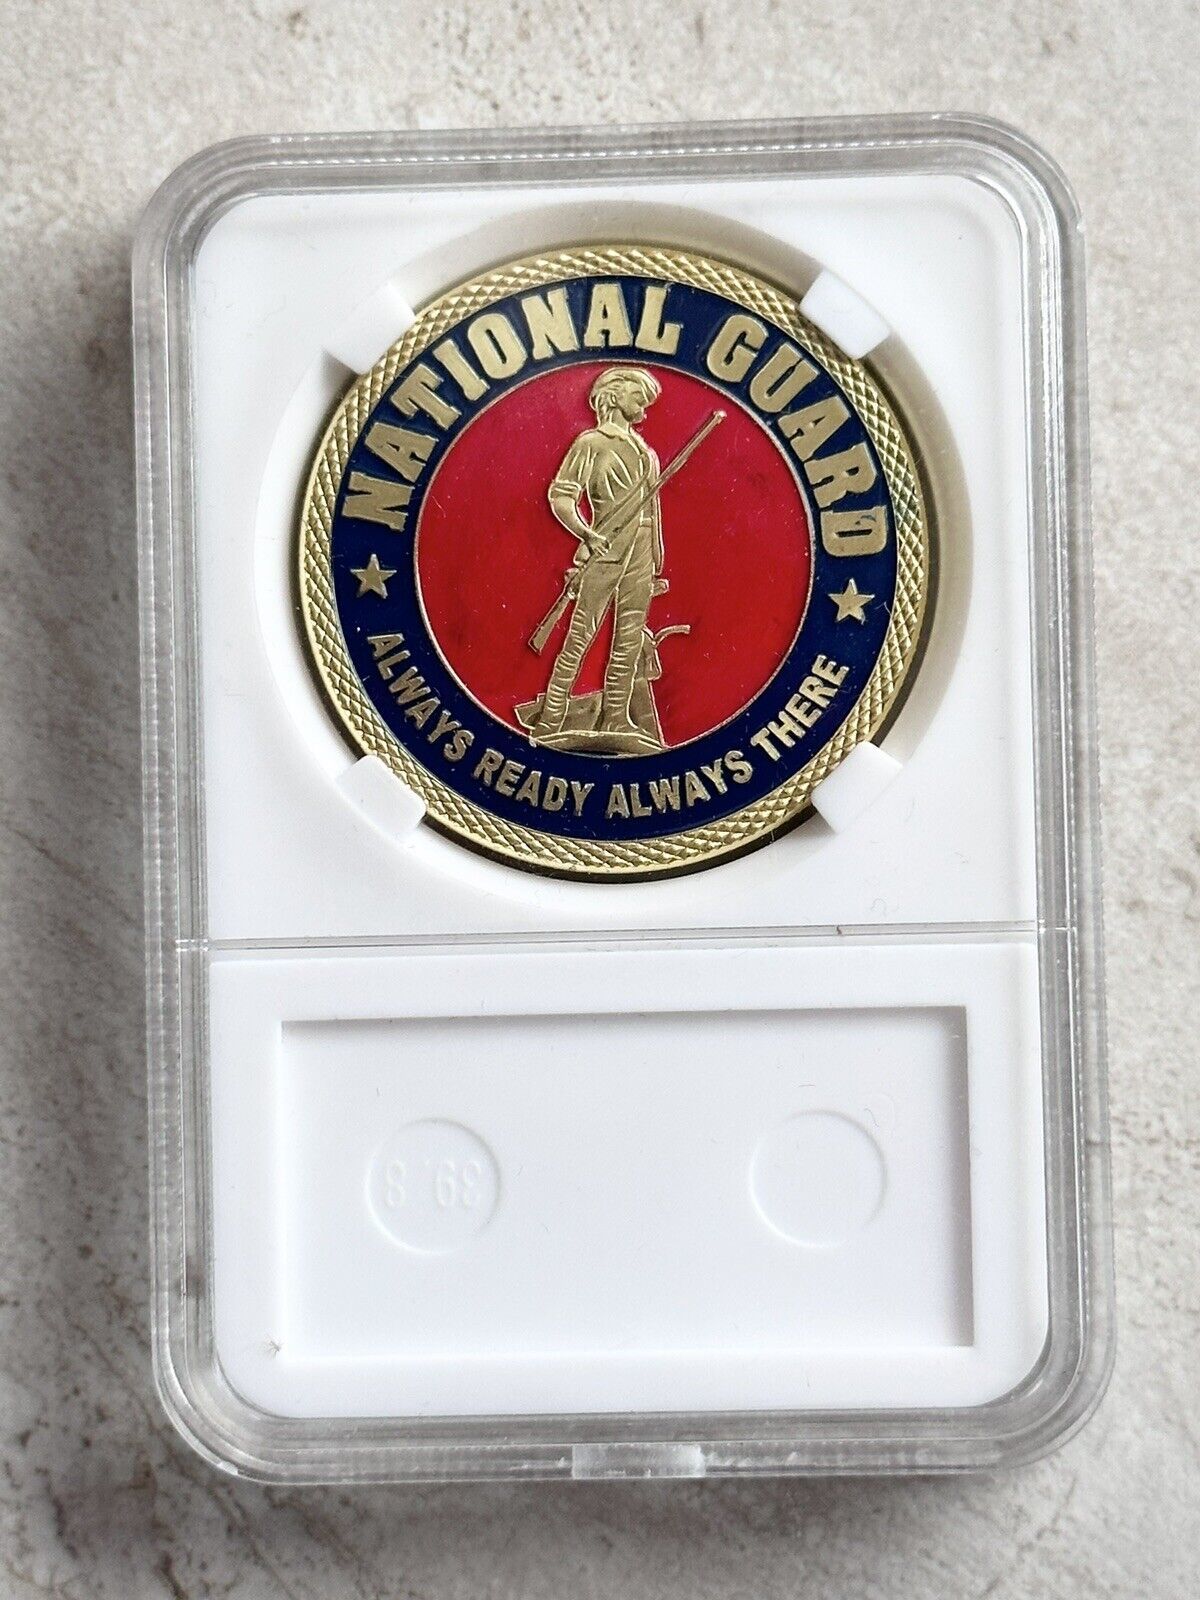 NATIONAL GUARD
ALWAYS READY ALWAYS THERE
39.8